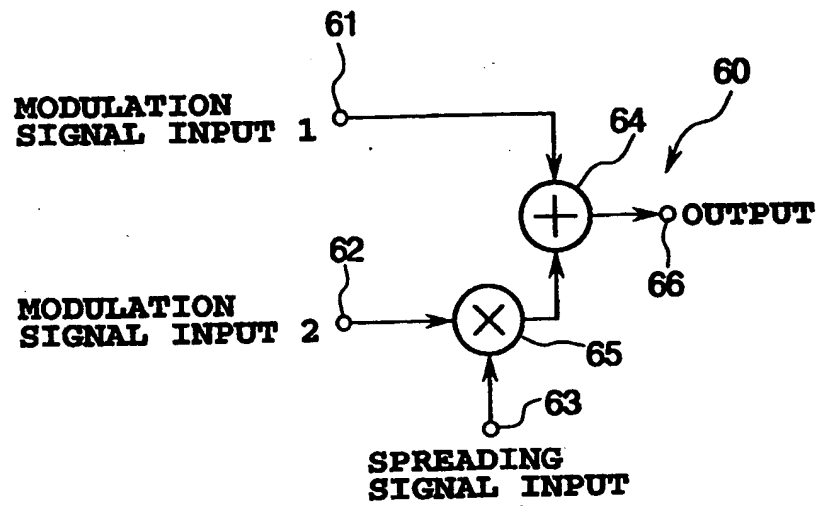 61
60
MODULATION
SIGNAL INPUT 1
64
+
OUTPUT
66
62
MODULATION
SIGNAL INPUT 2
×
65
63
SPREADING
SIGNAL INPUT